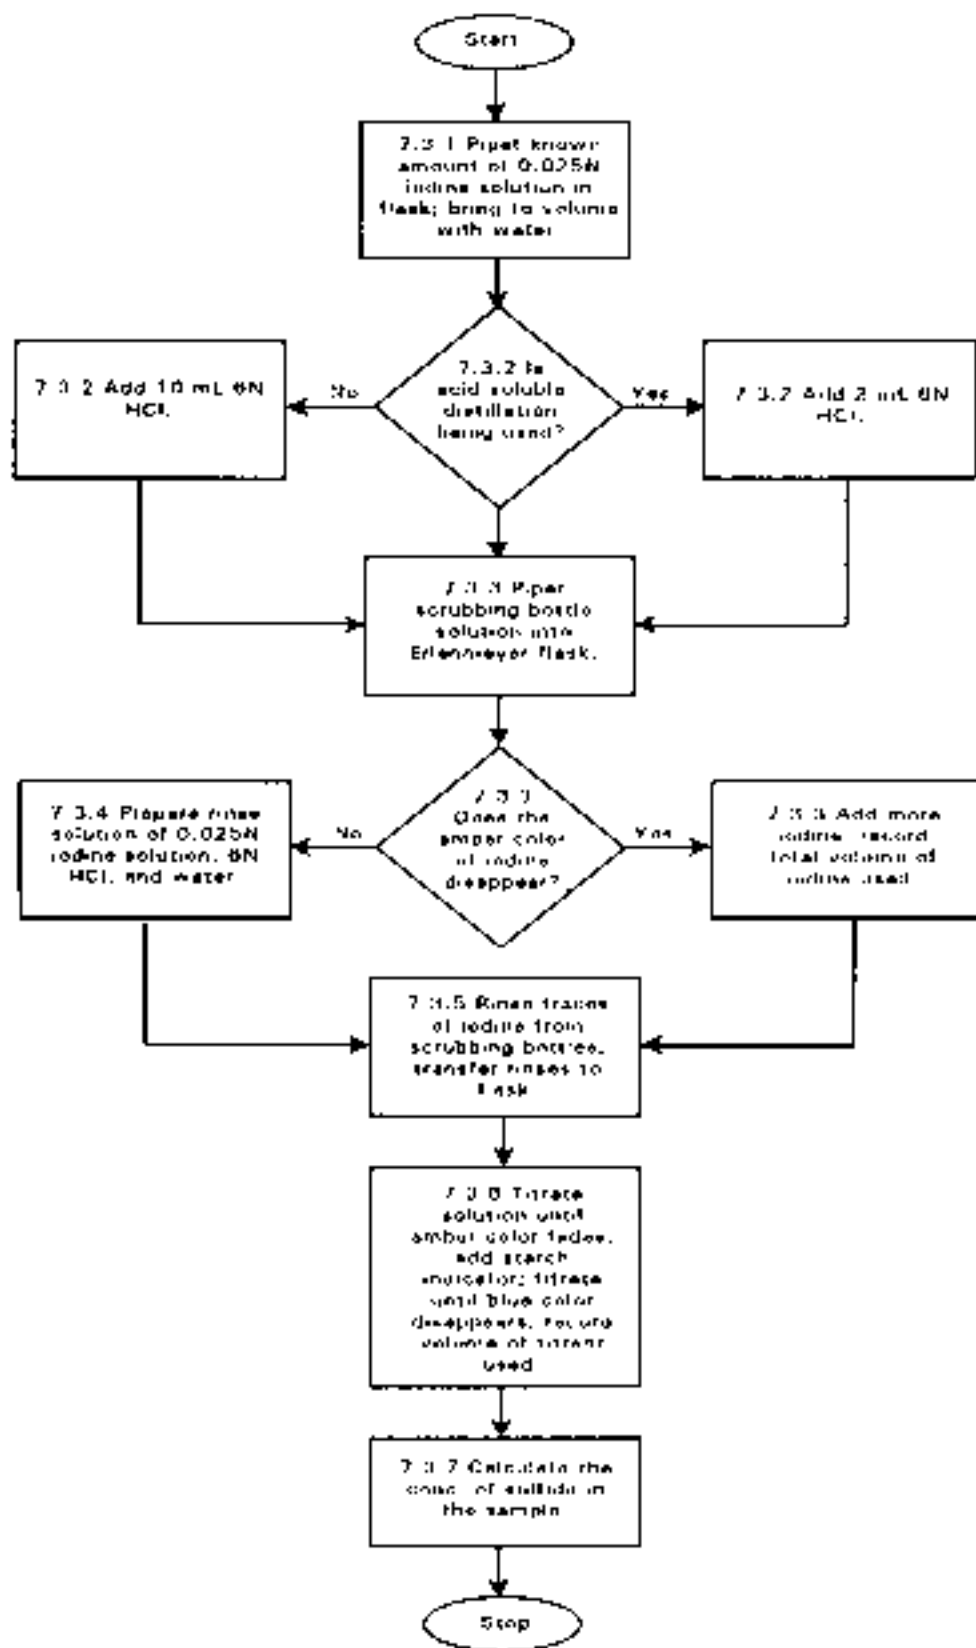 Start
7.3.1 Pipet known
amount of 0.025N
iodine solution in
flask; bring to volume
with water
7.3.2 Is
acid soluble
distillation
being used?
No
Yes
7.3.2 Add 10 mL 6N
HCl.
7.3.2 Add 2 mL 6N
HCl.
7.3.3 Pipet
scrubbing bottle
solution into
Erlenmeyer flask.
7.3.3
Does the
amber color
of iodine
disappear?
No
Yes
7.3.4 Prepare rinse
solution of 0.025N
iodine solution, 6N
HCl, and water
7.3.3 Add more
iodine, record
total volume of
iodine used
7.3.5 Rinse traces
of iodine from
scrubbing bottles,
transfer rinses to
flask
7.3.6 Titrate
solution until
amber color fades,
add starch
indicator; titrate
until blue color
disappears, record
volume of titrant
used
7.3.7 Calculate the
conc. of sulfide in
the sample
Stop